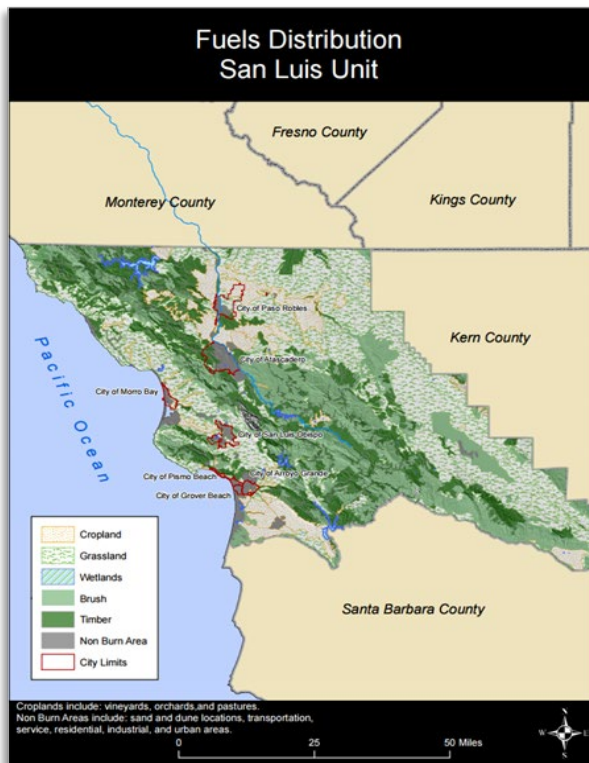 Fuels Distribution
San Luis Unit
Fresno County
Monterey County
Kings County
City of Paso Robles
Kern County
City of Atascadero
Pacific Ocean
City of Morro Bay
City of San Luis Obispo
City of Pismo Beach
City of Arroyo Grande
City of Grover Beach
Cropland
Grassland
Wetlands
Brush
Timber
Non Burn Area
City Limits
Santa Barbara County
Croplands include: vineyards, orchards,and pastures.
Non Burn Areas include: sand and dune locations, transportation,
service, residential, industrial, and urban areas.
0 25 50 Miles
N
W E
S